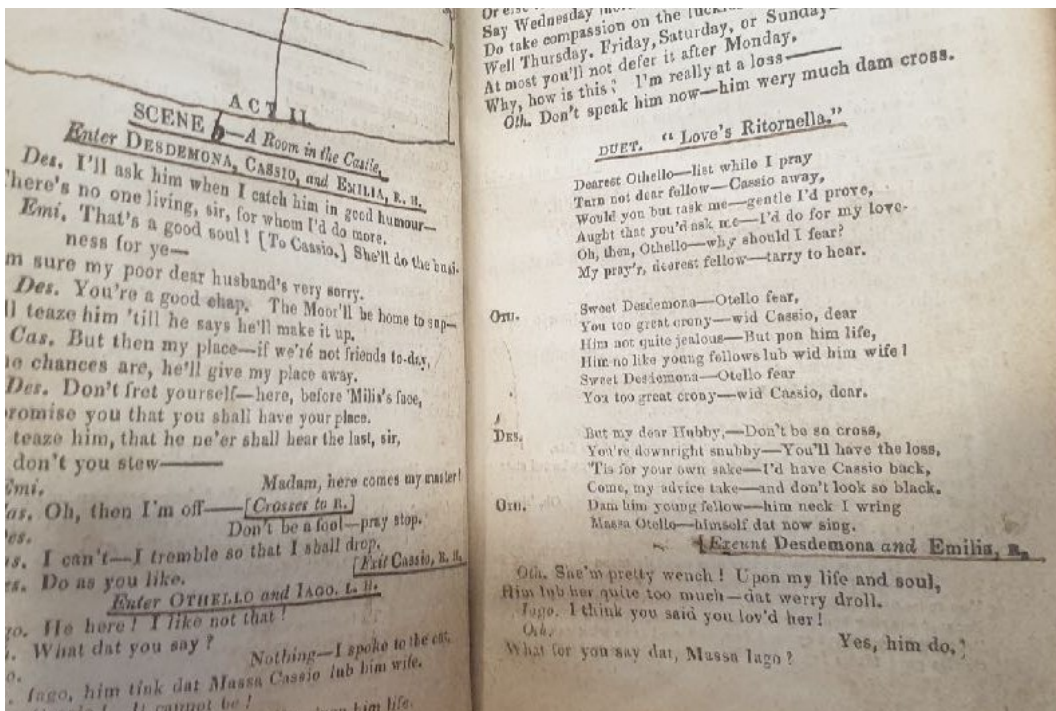 ACT II.
SCENE —A Room in the Castle.
Enter DESDEMONA, CASSIO, and EMILIA, R. H.
Des. I'll ask him when I catch him in good humour—
There's no one living, sir, for whom I'd do more.
Emi. That's a good soul! [To Cassio.] She'll do the busi-
ness for ye—
m sure my poor dear husband's very sorry.
Des. You're a good chap. The Moor'll be home to sup—
ll teaze him 'till he says he'll make it up.
Cas. But then my place—if we're not friends to-day,
he chances are, he'll give my place away.
Des. Don't fret yourself—here, before 'Milia's face,
romise you that you shall have your place.
teaze him, that he ne'er shall hear the last, sir,
don't you stew——
Emi. Madam, here comes my master!
as. Oh, then I'm off—[Crosses to R.]
es. Don't be a fool—pray stop.
s. I can't—I tremble so that I shall drop.
[Exit Cassio, R. H.
es. Do as you like.
Enter OTHELLO and IAGO. L. H.
go. He here! I like not that!
. What dat you say?
o. Nothing—I spoke to the cat,
Iago, him tink dat Massa Cassio lub him wife.
It cannot be!
him life.
Say Wednesday
Do take compassion on the
Well Thursday, Friday, Saturday, or Sunday—
At most you'll not defer it after Monday,
Why, how is this? I'm really at a loss——
Oth. Don't speak him now—him wery much dam cross.
DUET. "Love's Ritornella."
Dearest Othello—list while I pray
Turn not dear fellow—Cassio away,
Would you but task me—gentle I'd prove,
Aught that you'd ask me—I'd do for my love-
Oh, then, Othello—why should I fear?
My pray'r, dearest fellow—tarry to hear.
OTH. Sweet Desdemona—Otello fear,
You too great crony—wid Cassio, dear
Him not quite jealous—But pon him life,
Him no like young fellows lub wid him wife!
Sweet Desdemona—Otello fear
You too great crony—wid Cassio, dear.
DES. But my dear Hubby,—Don't be so cross,
You're downright snubby—You'll have the loss,
'Tis for your own sake—I'd have Cassio back,
Come, my advice take—and don't look so black.
OTH. Dam him young fellow—him neck I wring
Massa Otello—himself dat now sing.
[Exeunt Desdemona and Emilia, R.
Oth. She'm pretty wench! Upon my life and soul,
Him lub her quite too much—dat werry droll.
Iago. I think you said you lov'd her!
Oth. Yes, him do,
What for you say dat, Massa Iago?